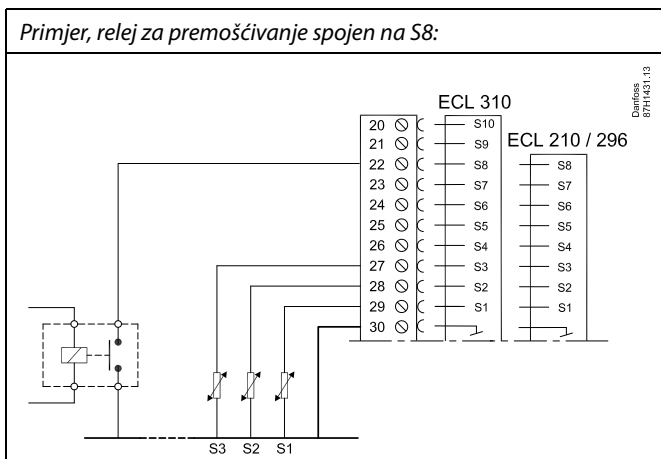 Primjer, relej za premošćivanje spojen na S8:
Danfoss
87H1431.13
ECL 310
ECL 210 / 296
20 S10
21 S9
22 S8 S8
23 S7 S7
24 S6 S6
25 S5 S5
26 S4 S4
27 S3 S3
28 S2 S2
29 S1 S1
30
S3 S2 S1